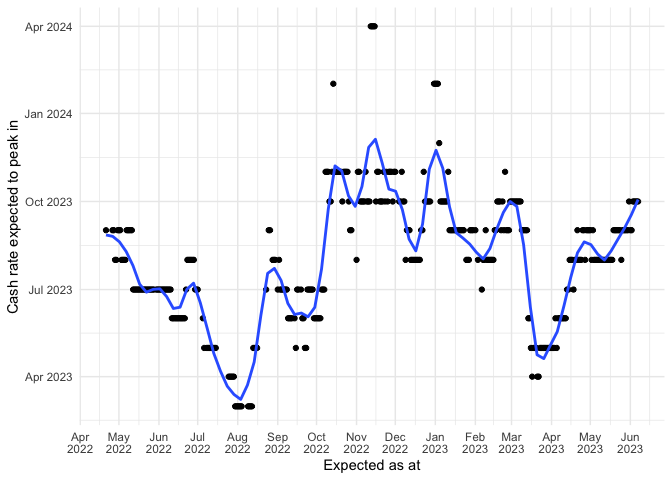 Cash rate expected to peak in
Apr 2024
Jan 2024
Oct 2023
Jul 2023
Apr 2023
Apr May Jun Jul Aug Sep Oct Nov Dec Jan Feb Mar Apr May Jun
2022 2022 2022 2022 2022 2022 2022 2022 2022 2023 2023 2023 2023 2023 2023
Expected as at